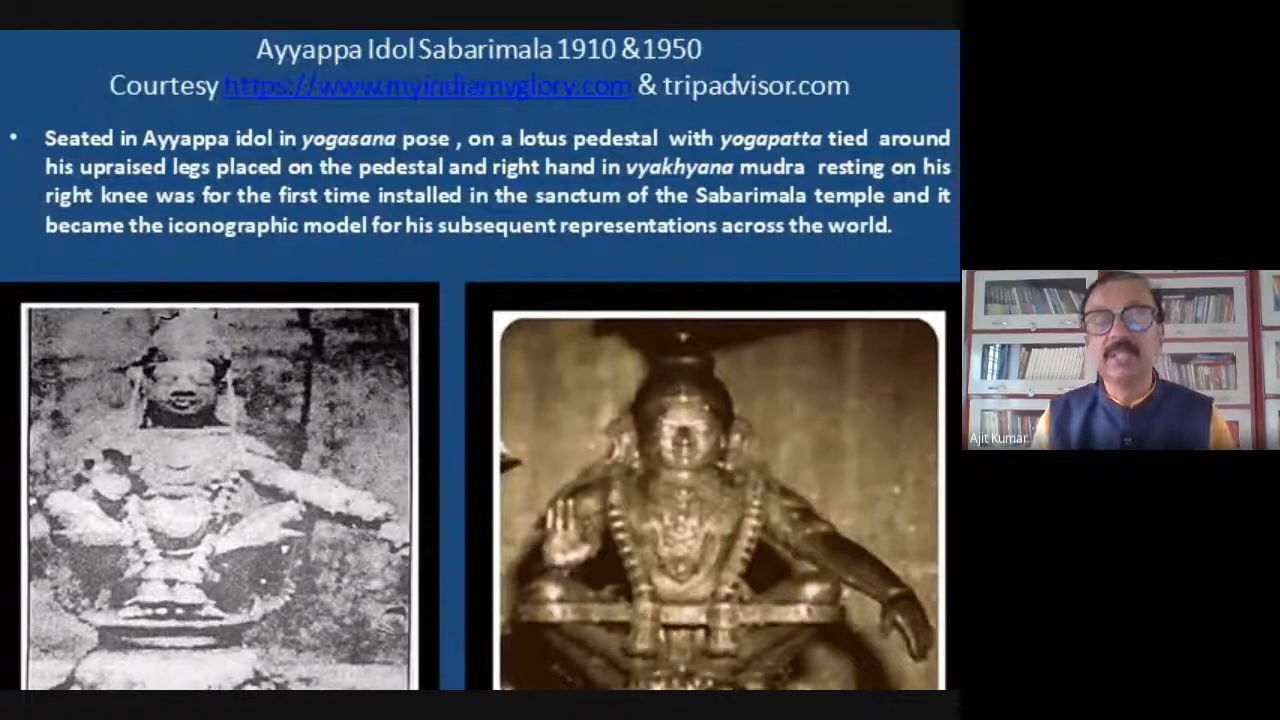 Ayyappa Idol Sabarimala 1910 &1950
Courtesy https://www.myindiamyglory.com & tripadvisor.com
• Seated in Ayyappa idol in yogasana pose , on a lotus pedestal with yogapatta tied around
his upraised legs placed on the pedestal and right hand in vyakhyana mudra resting on his
right knee was for the first time installed in the sanctum of the Sabarimala temple and it
became the iconographic model for his subsequent representations across the world.
Ajit Kumar